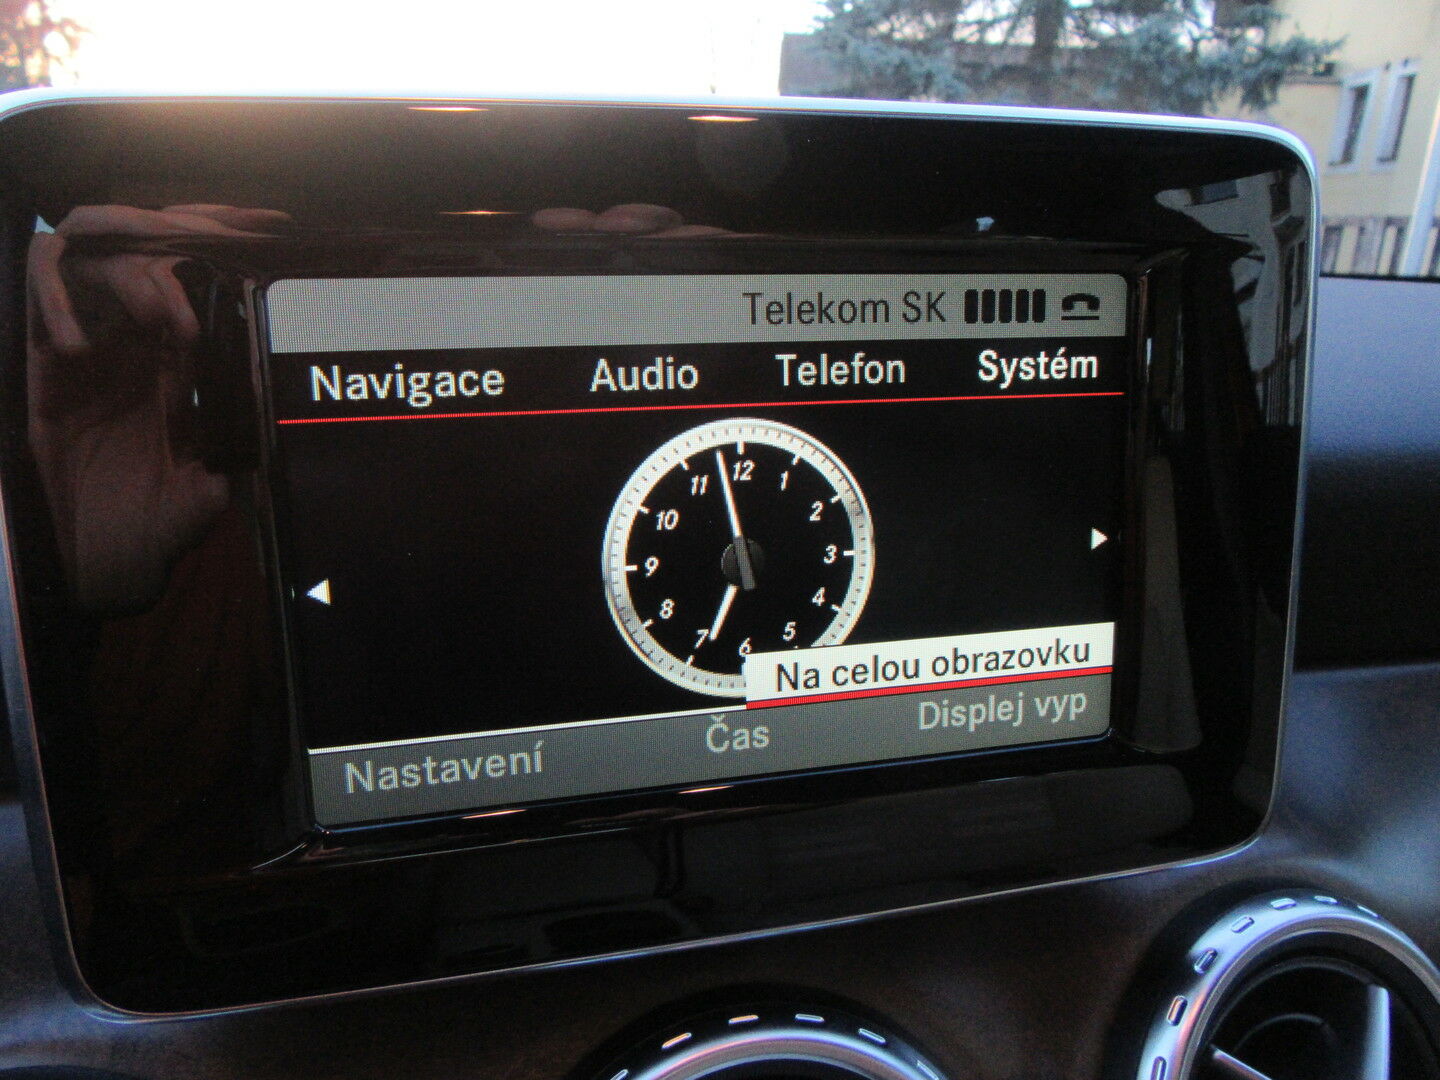 Telekom SK
Navigace Audio Telefon Systém
12
11 1
10 2
9 3
8 4
7 5
6
Na celou obrazovku
Nastavení Čas Displej vyp